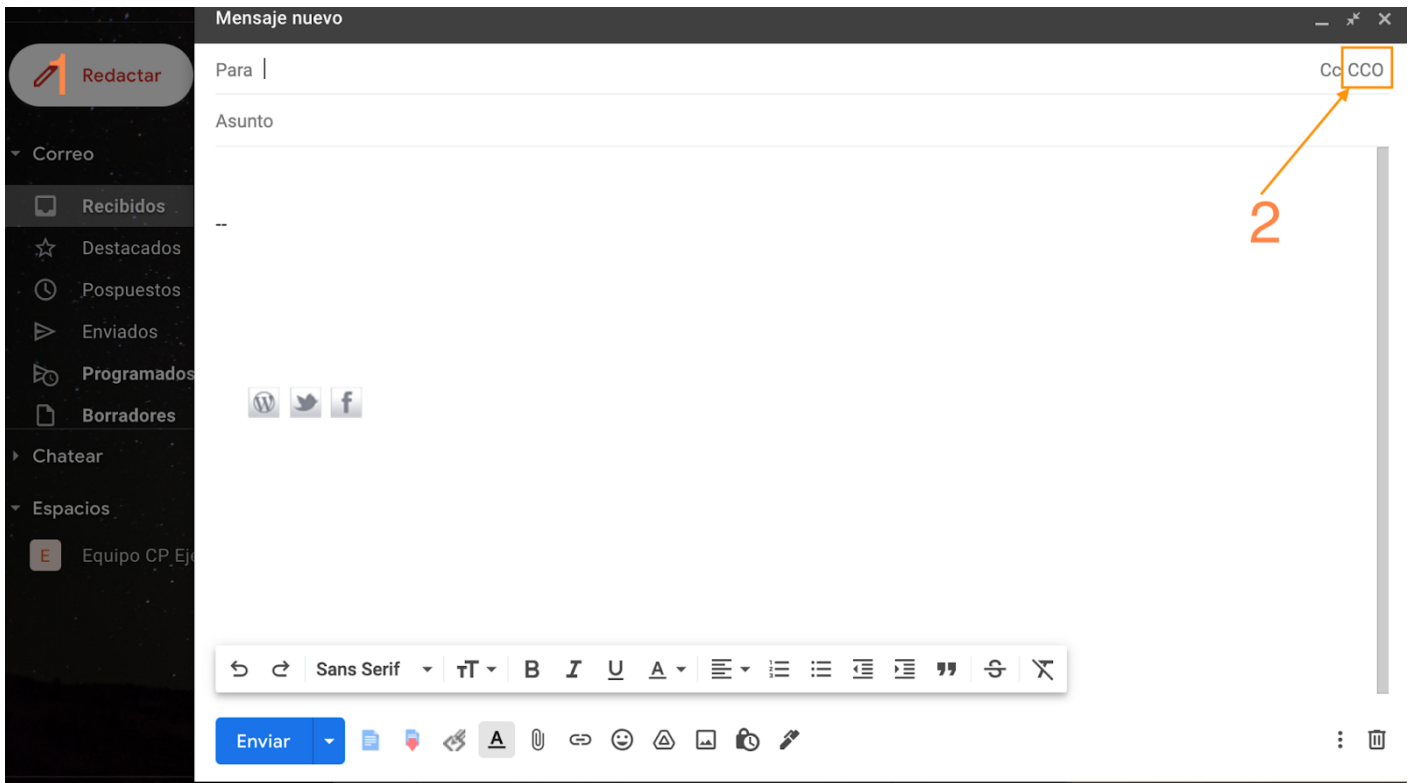 Mensaje nuevo
1 Redactar
Para
Cc CCO
Asunto
Correo
Recibidos
2
--
Destacados
Pospuestos
Enviados
Programados
Borradores
Chatear
Espacios
E Equipo CP Eje
Sans Serif
Enviar